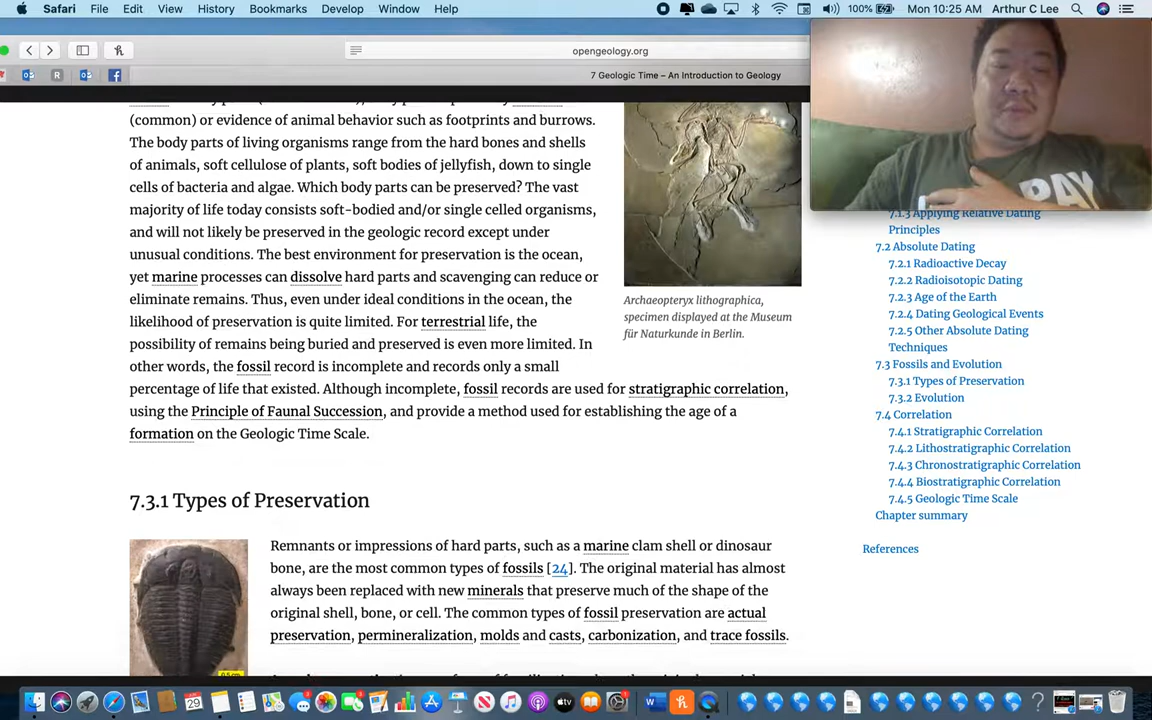 Safari File Edit View History Bookmarks Develop Window Help 100% Mon 10:25 AM Arthur C Lee
opengeology.org
7 Geologic Time – An Introduction to Geology
(common) or evidence of animal behavior such as footprints and burrows.
The body parts of living organisms range from the hard bones and shells
of animals, soft cellulose of plants, soft bodies of jellyfish, down to single
cells of bacteria and algae. Which body parts can be preserved? The vast
majority of life today consists soft-bodied and/or single celled organisms,
and will not likely be preserved in the geologic record except under
unusual conditions. The best environment for preservation is the ocean,
yet marine processes can dissolve hard parts and scavenging can reduce or
eliminate remains. Thus, even under ideal conditions in the ocean, the
likelihood of preservation is quite limited. For terrestrial life, the
possibility of remains being buried and preserved is even more limited. In
other words, the fossil record is incomplete and records only a small
percentage of life that existed. Although incomplete, fossil records are used for stratigraphic correlation,
using the Principle of Faunal Succession, and provide a method used for establishing the age of a
formation on the Geologic Time Scale.
Archaeopteryx lithographica,
specimen displayed at the Museum
für Naturkunde in Berlin.
7.3.1 Types of Preservation
Remnants or impressions of hard parts, such as a marine clam shell or dinosaur
bone, are the most common types of fossils [24]. The original material has almost
always been replaced with new minerals that preserve much of the shape of the
original shell, bone, or cell. The common types of fossil preservation are actual
preservation, permineralization, molds and casts, carbonization, and trace fossils.
PAY
7.1.3 Applying Relative Dating
Principles
7.2 Absolute Dating
7.2.1 Radioactive Decay
7.2.2 Radioisotopic Dating
7.2.3 Age of the Earth
7.2.4 Dating Geological Events
7.2.5 Other Absolute Dating
Techniques
7.3 Fossils and Evolution
7.3.1 Types of Preservation
7.3.2 Evolution
7.4 Correlation
7.4.1 Stratigraphic Correlation
7.4.2 Lithostratigraphic Correlation
7.4.3 Chronostratigraphic Correlation
7.4.4 Biostratigraphic Correlation
7.4.5 Geologic Time Scale
Chapter summary
References